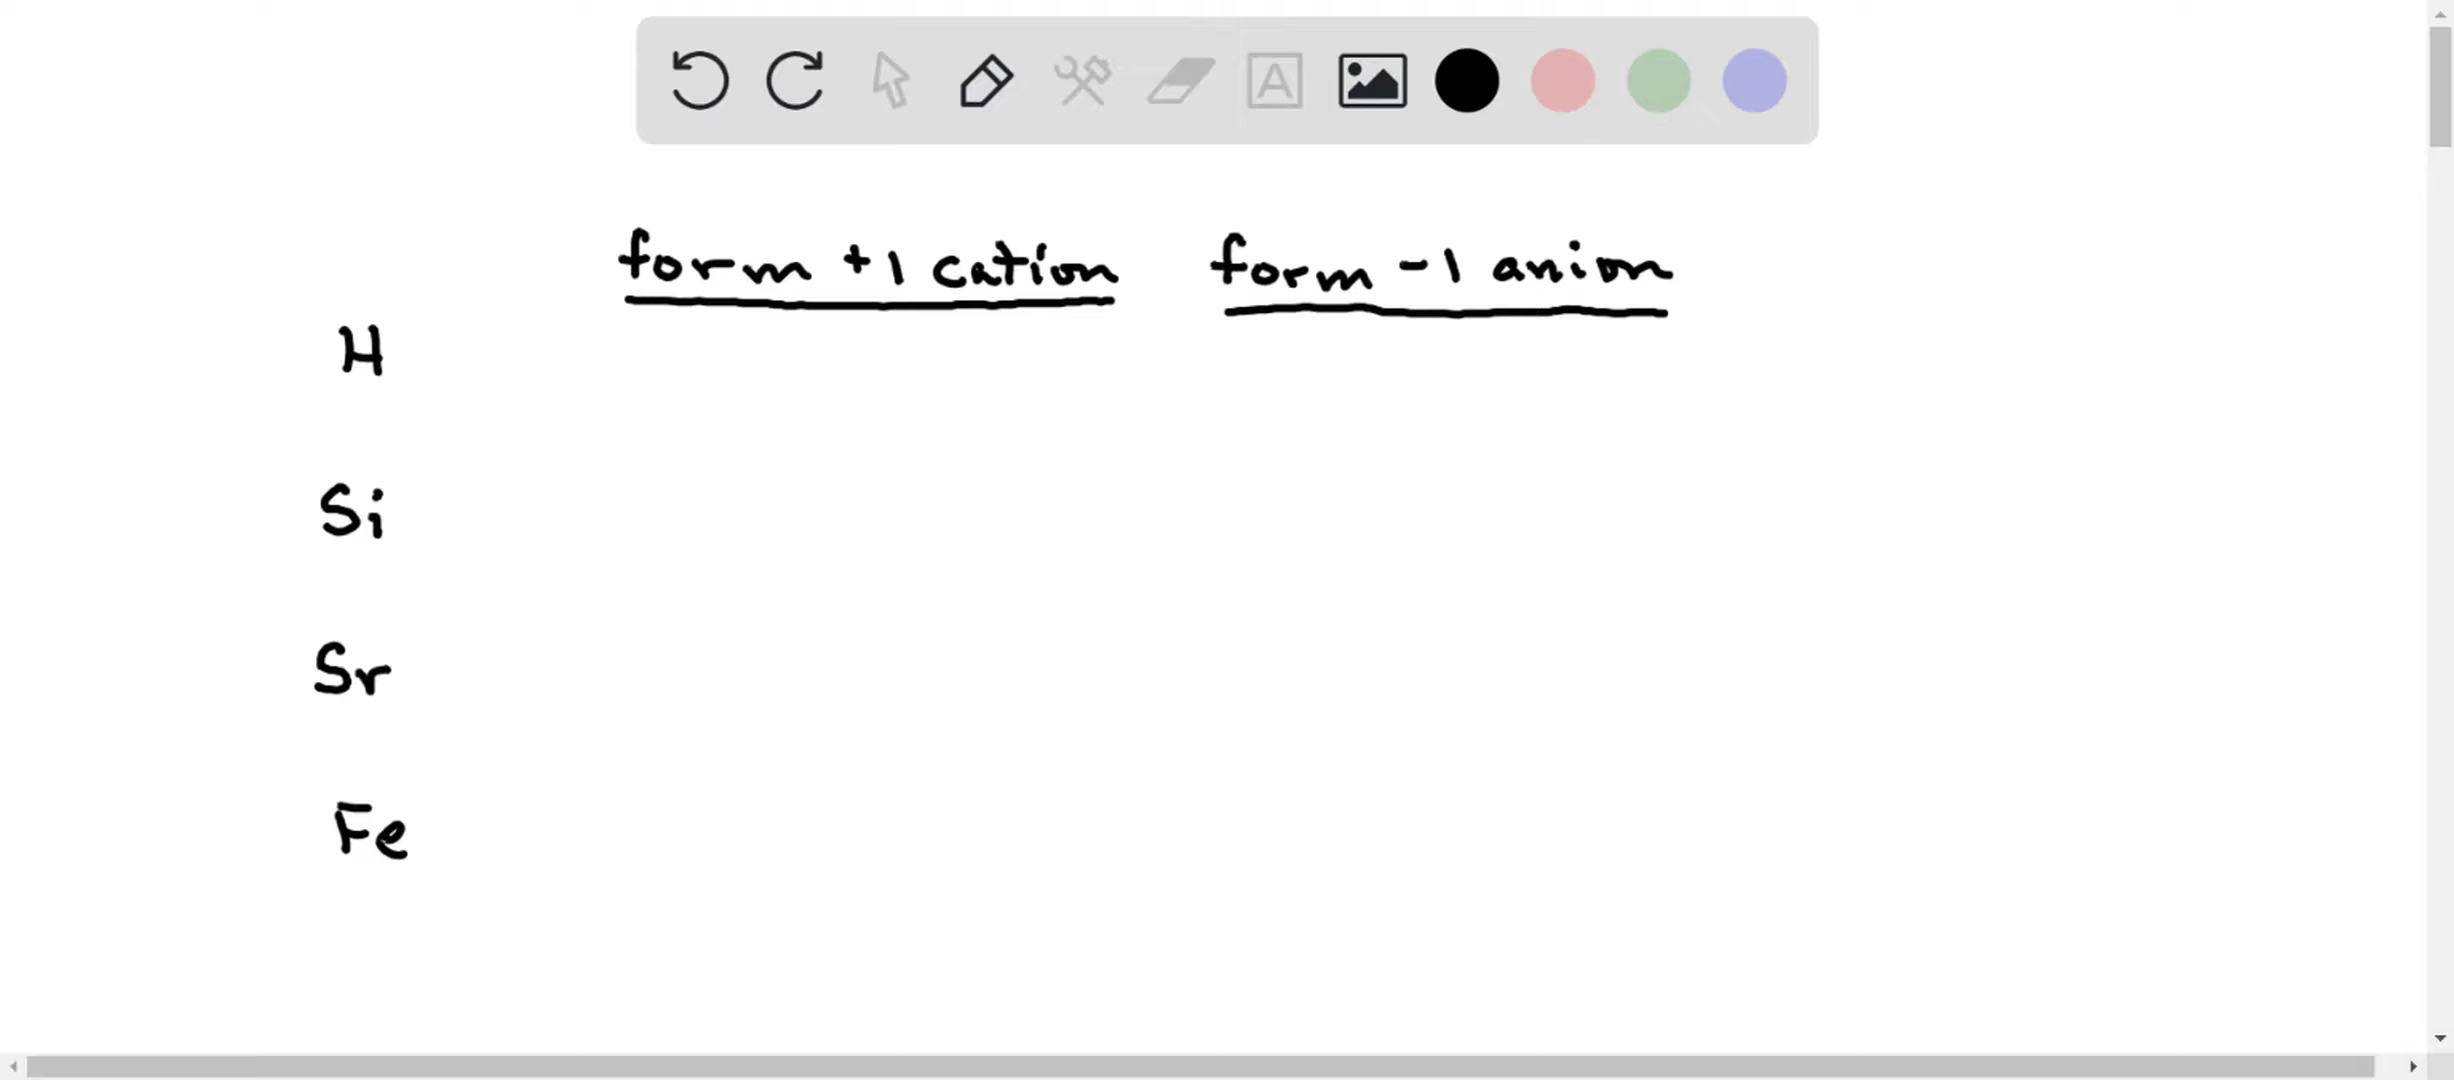 A
form +1 cation form -1 anion
H
Si
Sr
Fe